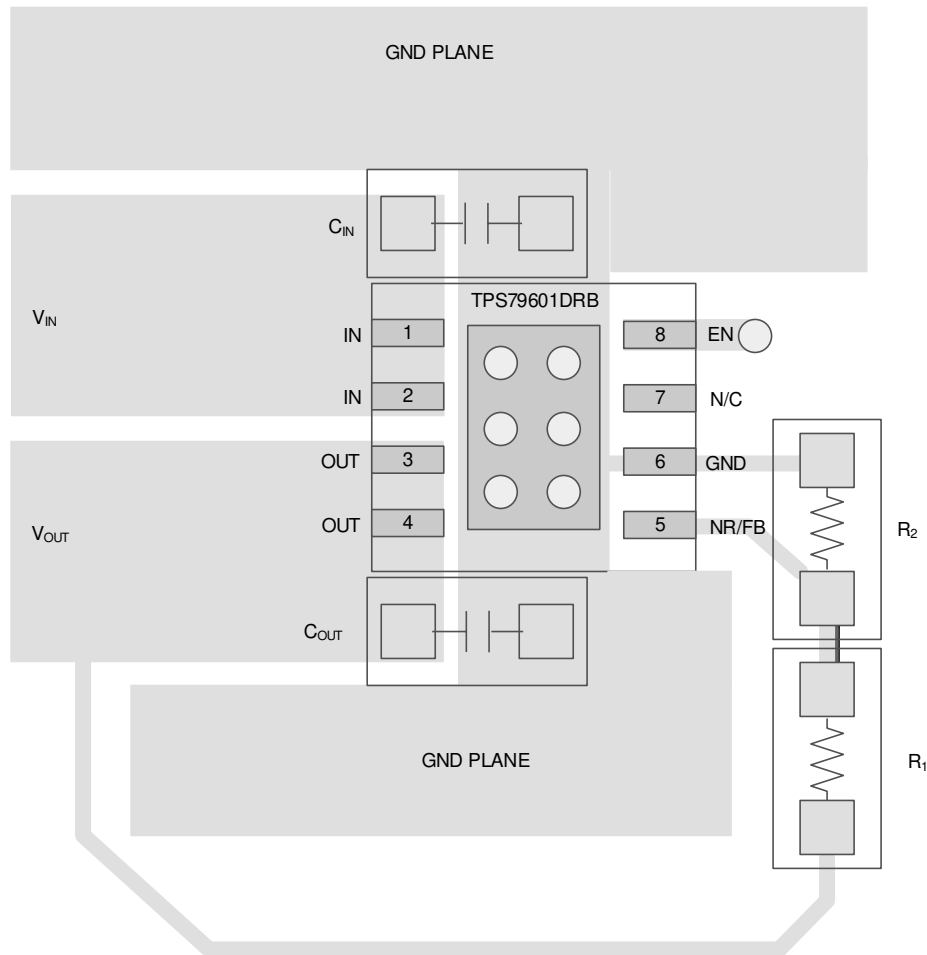 GND PLANE
C_IN
TPS79601DRB
V_IN
IN 1 8 EN
IN 2 7 N/C
OUT 3 6 GND
V_OUT
OUT 4 5 NR/FB
R_2
C_OUT
GND PLANE
R_1